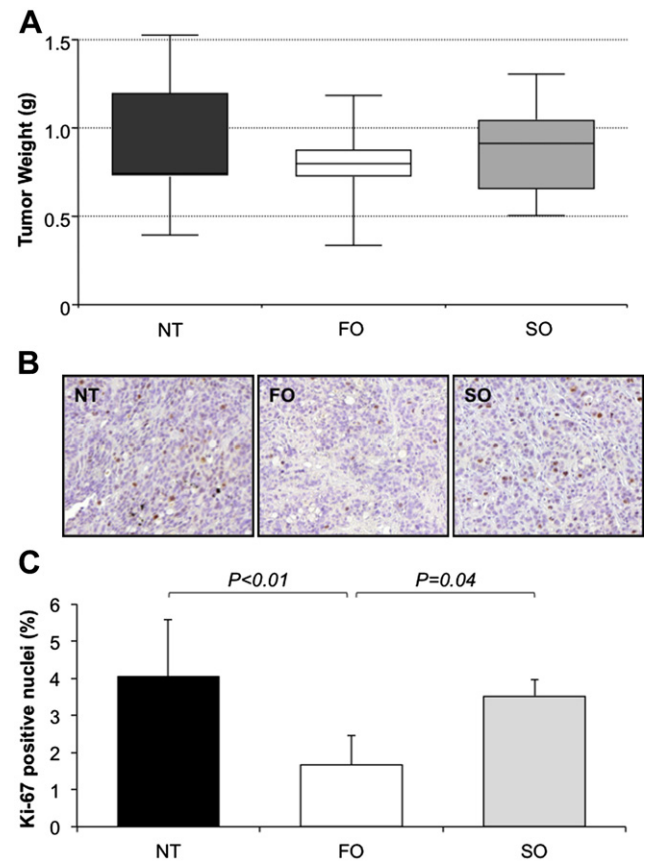 A
Tumor Weight (g)
1.5
1.0
0.5
0
NT FO SO
B
NT FO SO
C
P<0.01 P=0.04
Ki-67 positive nuclei (%)
6
5
4
3
2
1
0
NT FO SO